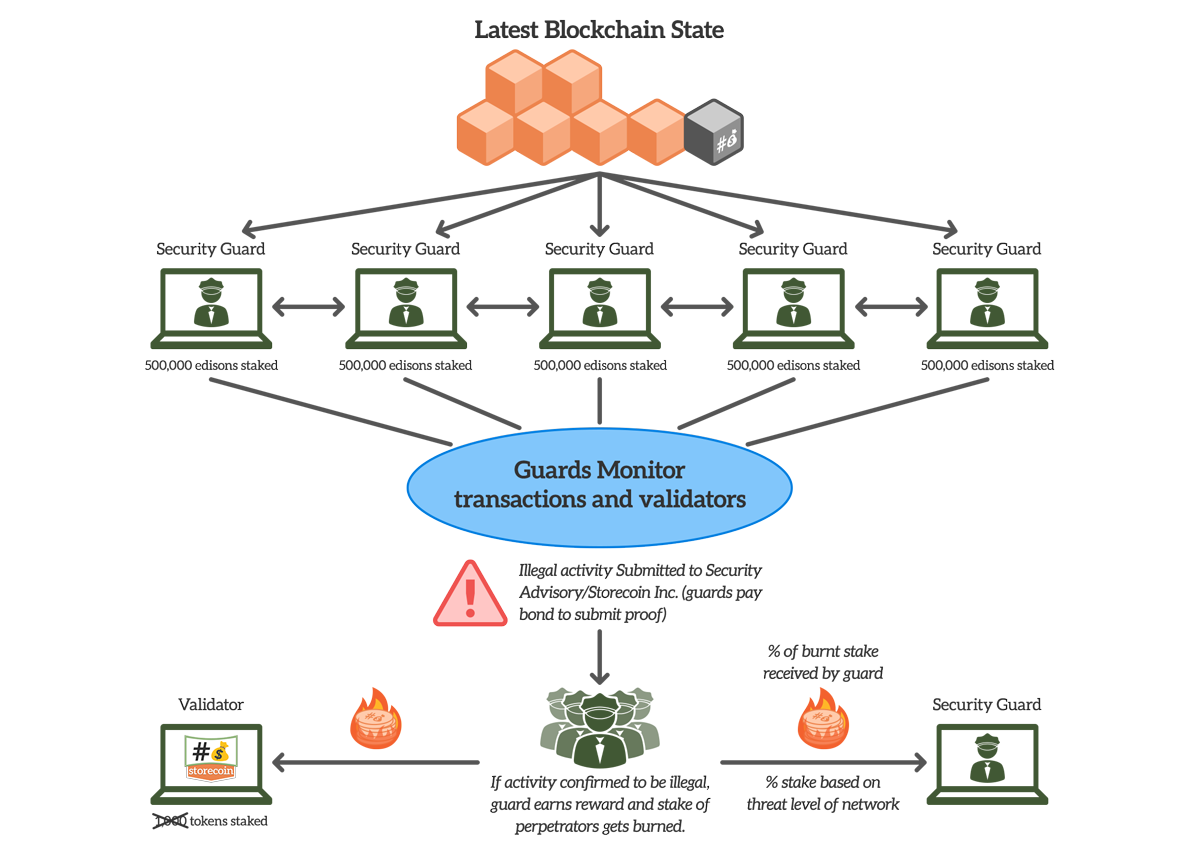 Latest Blockchain State
#💰
Security Guard
Security Guard
Security Guard
Security Guard
Security Guard
500,000 edisons staked
500,000 edisons staked
500,000 edisons staked
500,000 edisons staked
500,000 edisons staked
Guards Monitor
transactions and validators
!
Illegal activity Submitted to Security
Advisory/Storecoin Inc. (guards pay
bond to submit proof)
% of burnt stake
received by guard
Validator
Security Guard
#💰
storecoin
1,000 tokens staked
If activity confirmed to be illegal,
guard earns reward and stake of
perpetrators gets burned.
% stake based on
threat level of network